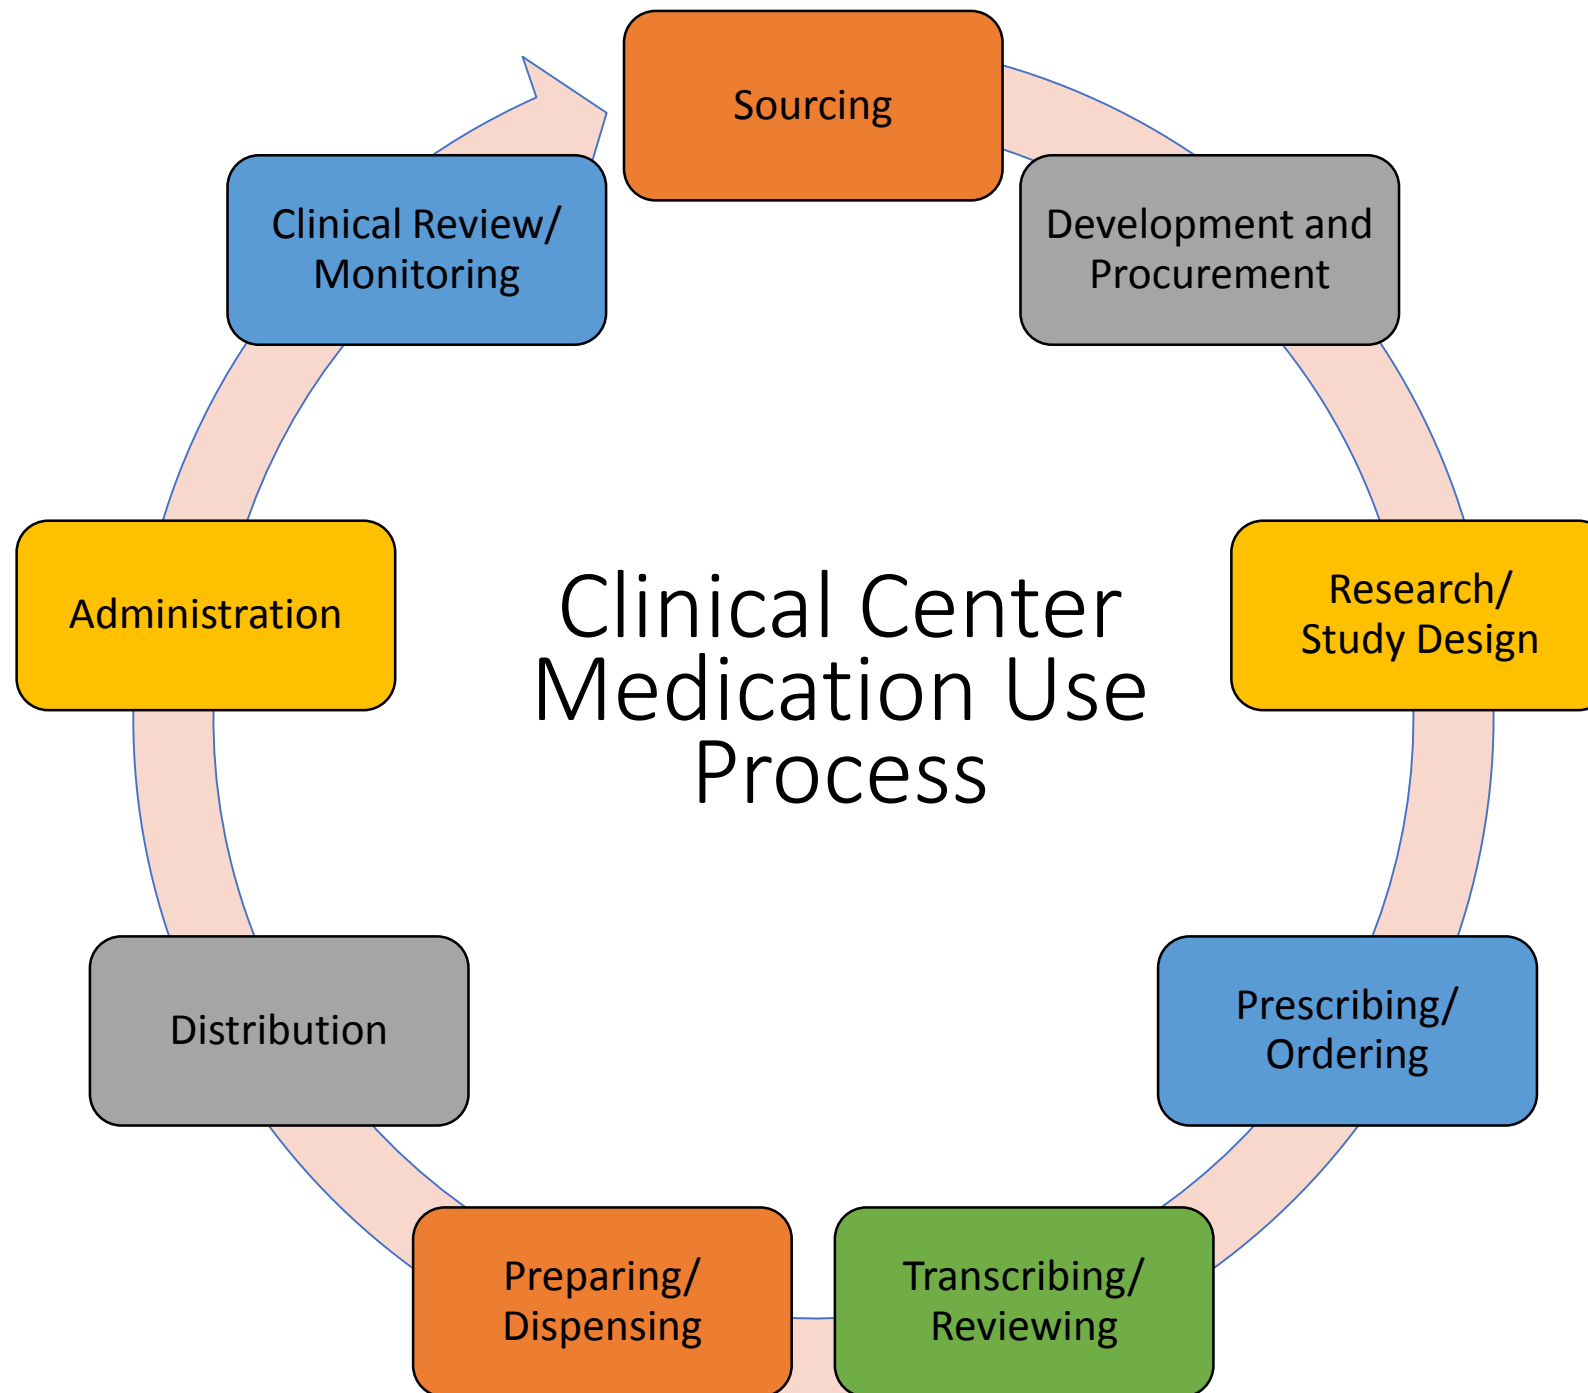 Sourcing
Development and
Procurement
Research/
Study Design
Prescribing/
Ordering
Transcribing/
Reviewing
Preparing/
Dispensing
Distribution
Administration
Clinical Review/
Monitoring
Clinical Center
Medication Use
Process